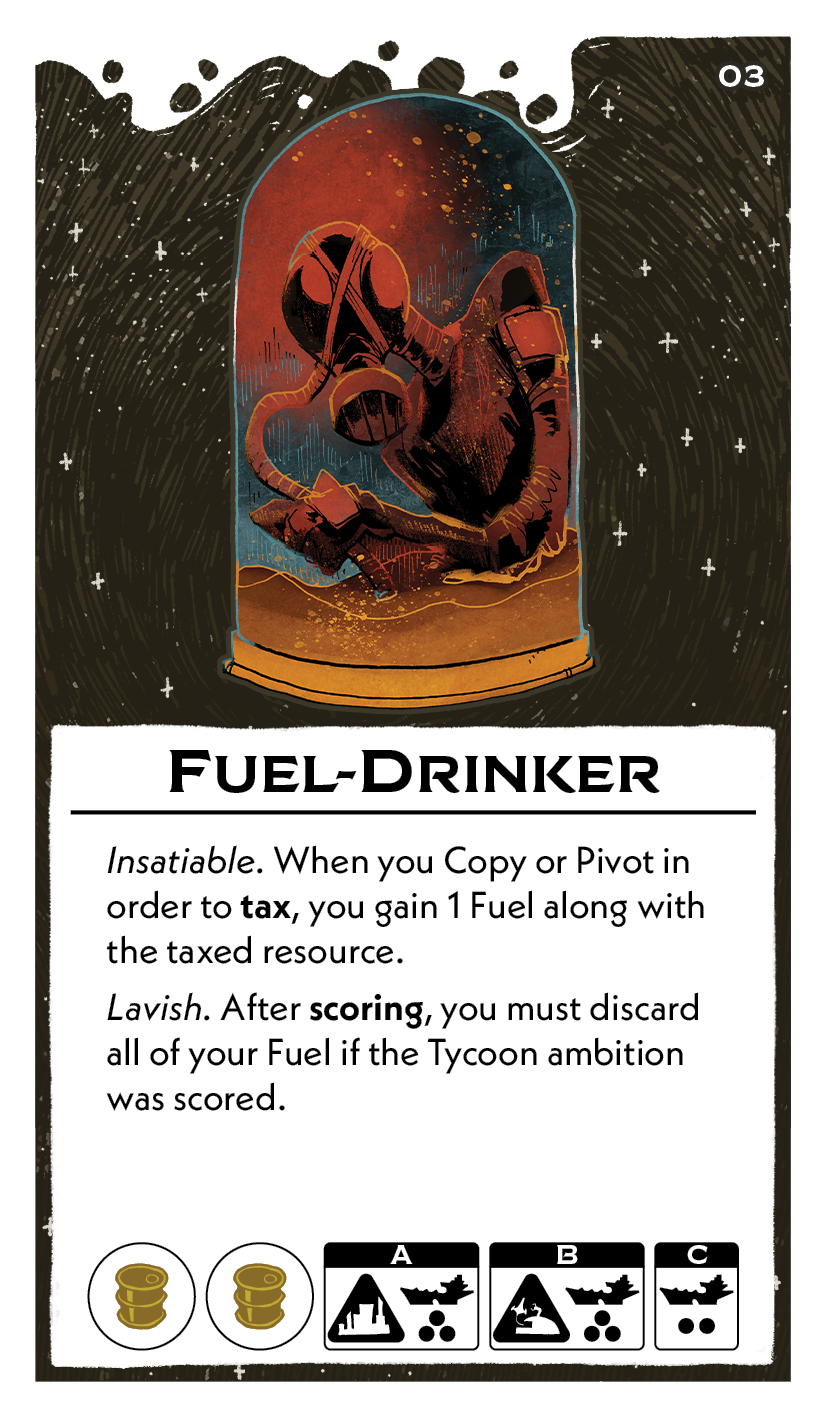 03
FUEL-DRINKER
Insatiable. When you Copy or Pivot in
order to tax, you gain 1 Fuel along with
the taxed resource.
Lavish. After scoring, you must discard
all of your Fuel if the Tycoon ambition
was scored.
A B C